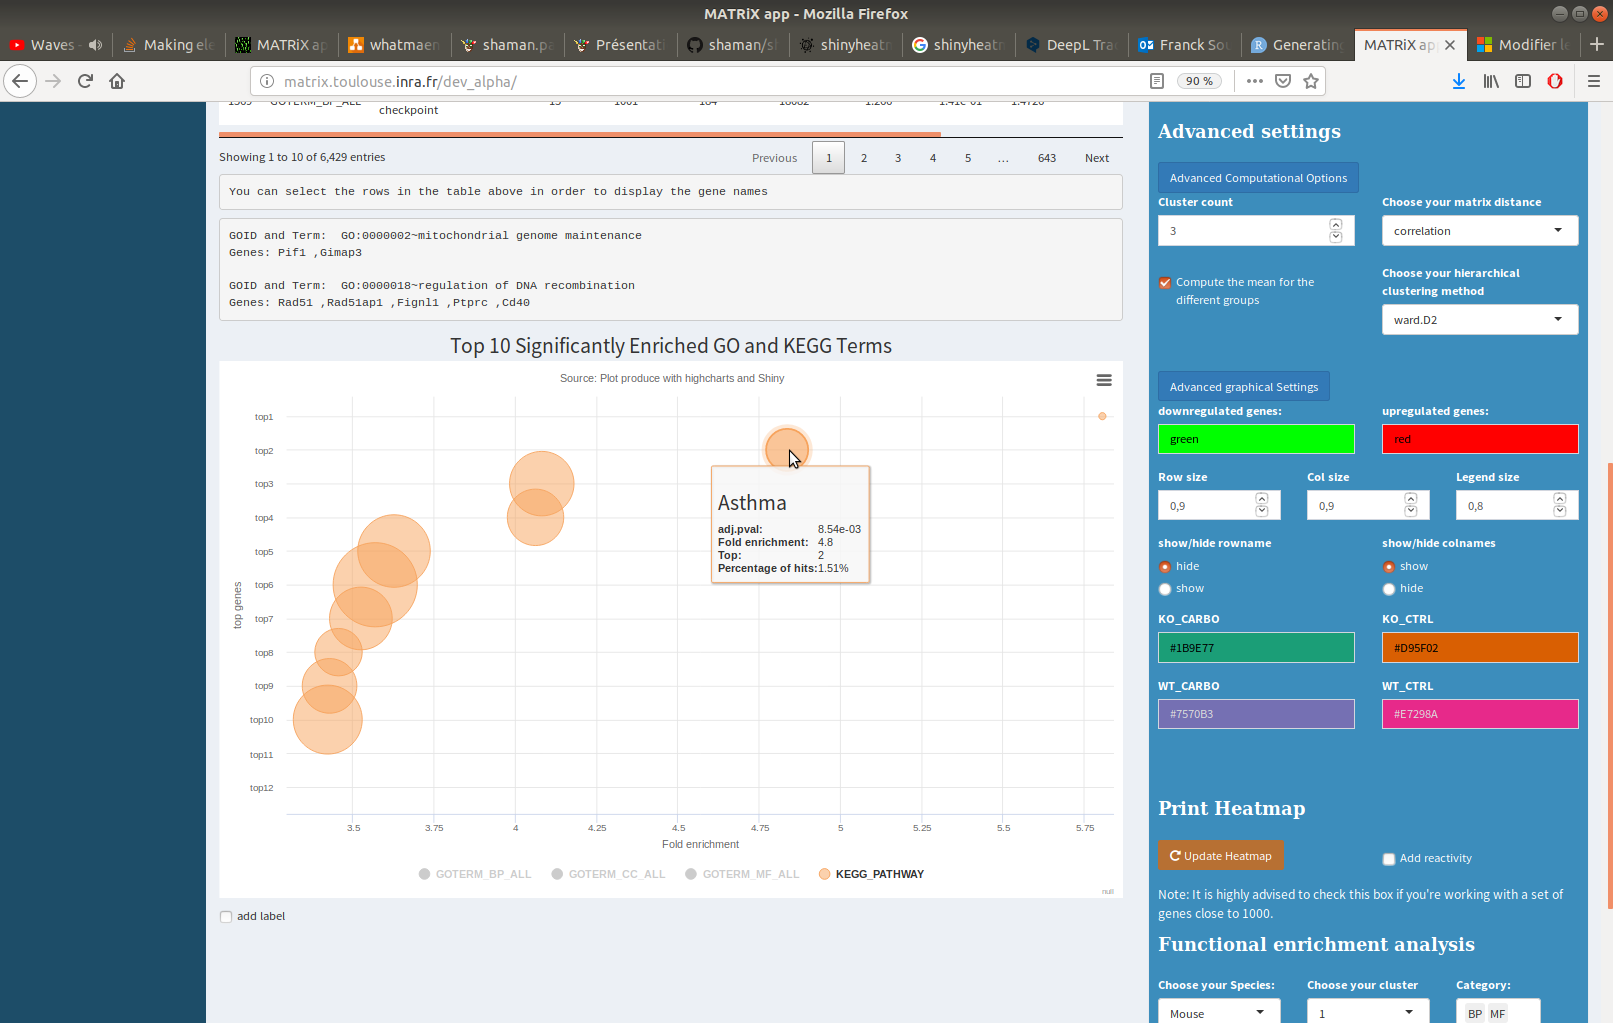 MATRiX app - Mozilla Firefox
Waves
Making el
MATRiX ap
whatmaen
shaman.pa
Présentati
shaman/s
shinyheatm
shinyheatm
DeepL Tra
Franck Sou
Generatin
MATRiX ap
Modifier l
matrix.toulouse.inra.fr/dev_alpha/
90 %
checkpoint
Showing 1 to 10 of 6,429 entries
Previous 1 2 3 4 5 … 643 Next
You can select the rows in the table above in order to display the gene names
GOID and Term:  GO:0000002~mitochondrial genome maintenance
Genes: Pif1 ,Gimap3
GOID and Term:  GO:0000018~regulation of DNA recombination
Genes: Rad51 ,Rad51ap1 ,Fignl1 ,Ptprc ,Cd40
Top 10 Significantly Enriched GO and KEGG Terms
Source: Plot produce with highcharts and Shiny
top genes
top1
top2
top3
top4
top5
top6
top7
top8
top9
top10
top11
top12
Asthma
adj.pval: 8.54e-03
Fold enrichment: 4.8
Top: 2
Percentage of hits:1.51%
3.5 3.75 4 4.25 4.5 4.75 5 5.25 5.5 5.75
Fold enrichment
GOTERM_BP_ALL GOTERM_CC_ALL GOTERM_MF_ALL KEGG_PATHWAY
null
add label
Advanced settings
Advanced Computational Options
Cluster count
3
Choose your matrix distance
correlation
Compute the mean for the
different groups
Choose your hierarchical
clustering method
ward.D2
Advanced graphical Settings
downregulated genes: upregulated genes:
green red
Row size Col size Legend size
0,9 0,9 0,8
show/hide rowname show/hide colnames
hide show
show hide
KO_CARBO KO_CTRL
#1B9E77 #D95F02
WT_CARBO WT_CTRL
#7570B3 #E7298A
Print Heatmap
Update Heatmap Add reactivity
Note: It is highly advised to check this box if you're working with a set of
genes close to 1000.
Functional enrichment analysis
Choose your Species: Choose your cluster Category:
Mouse 1 BP MF